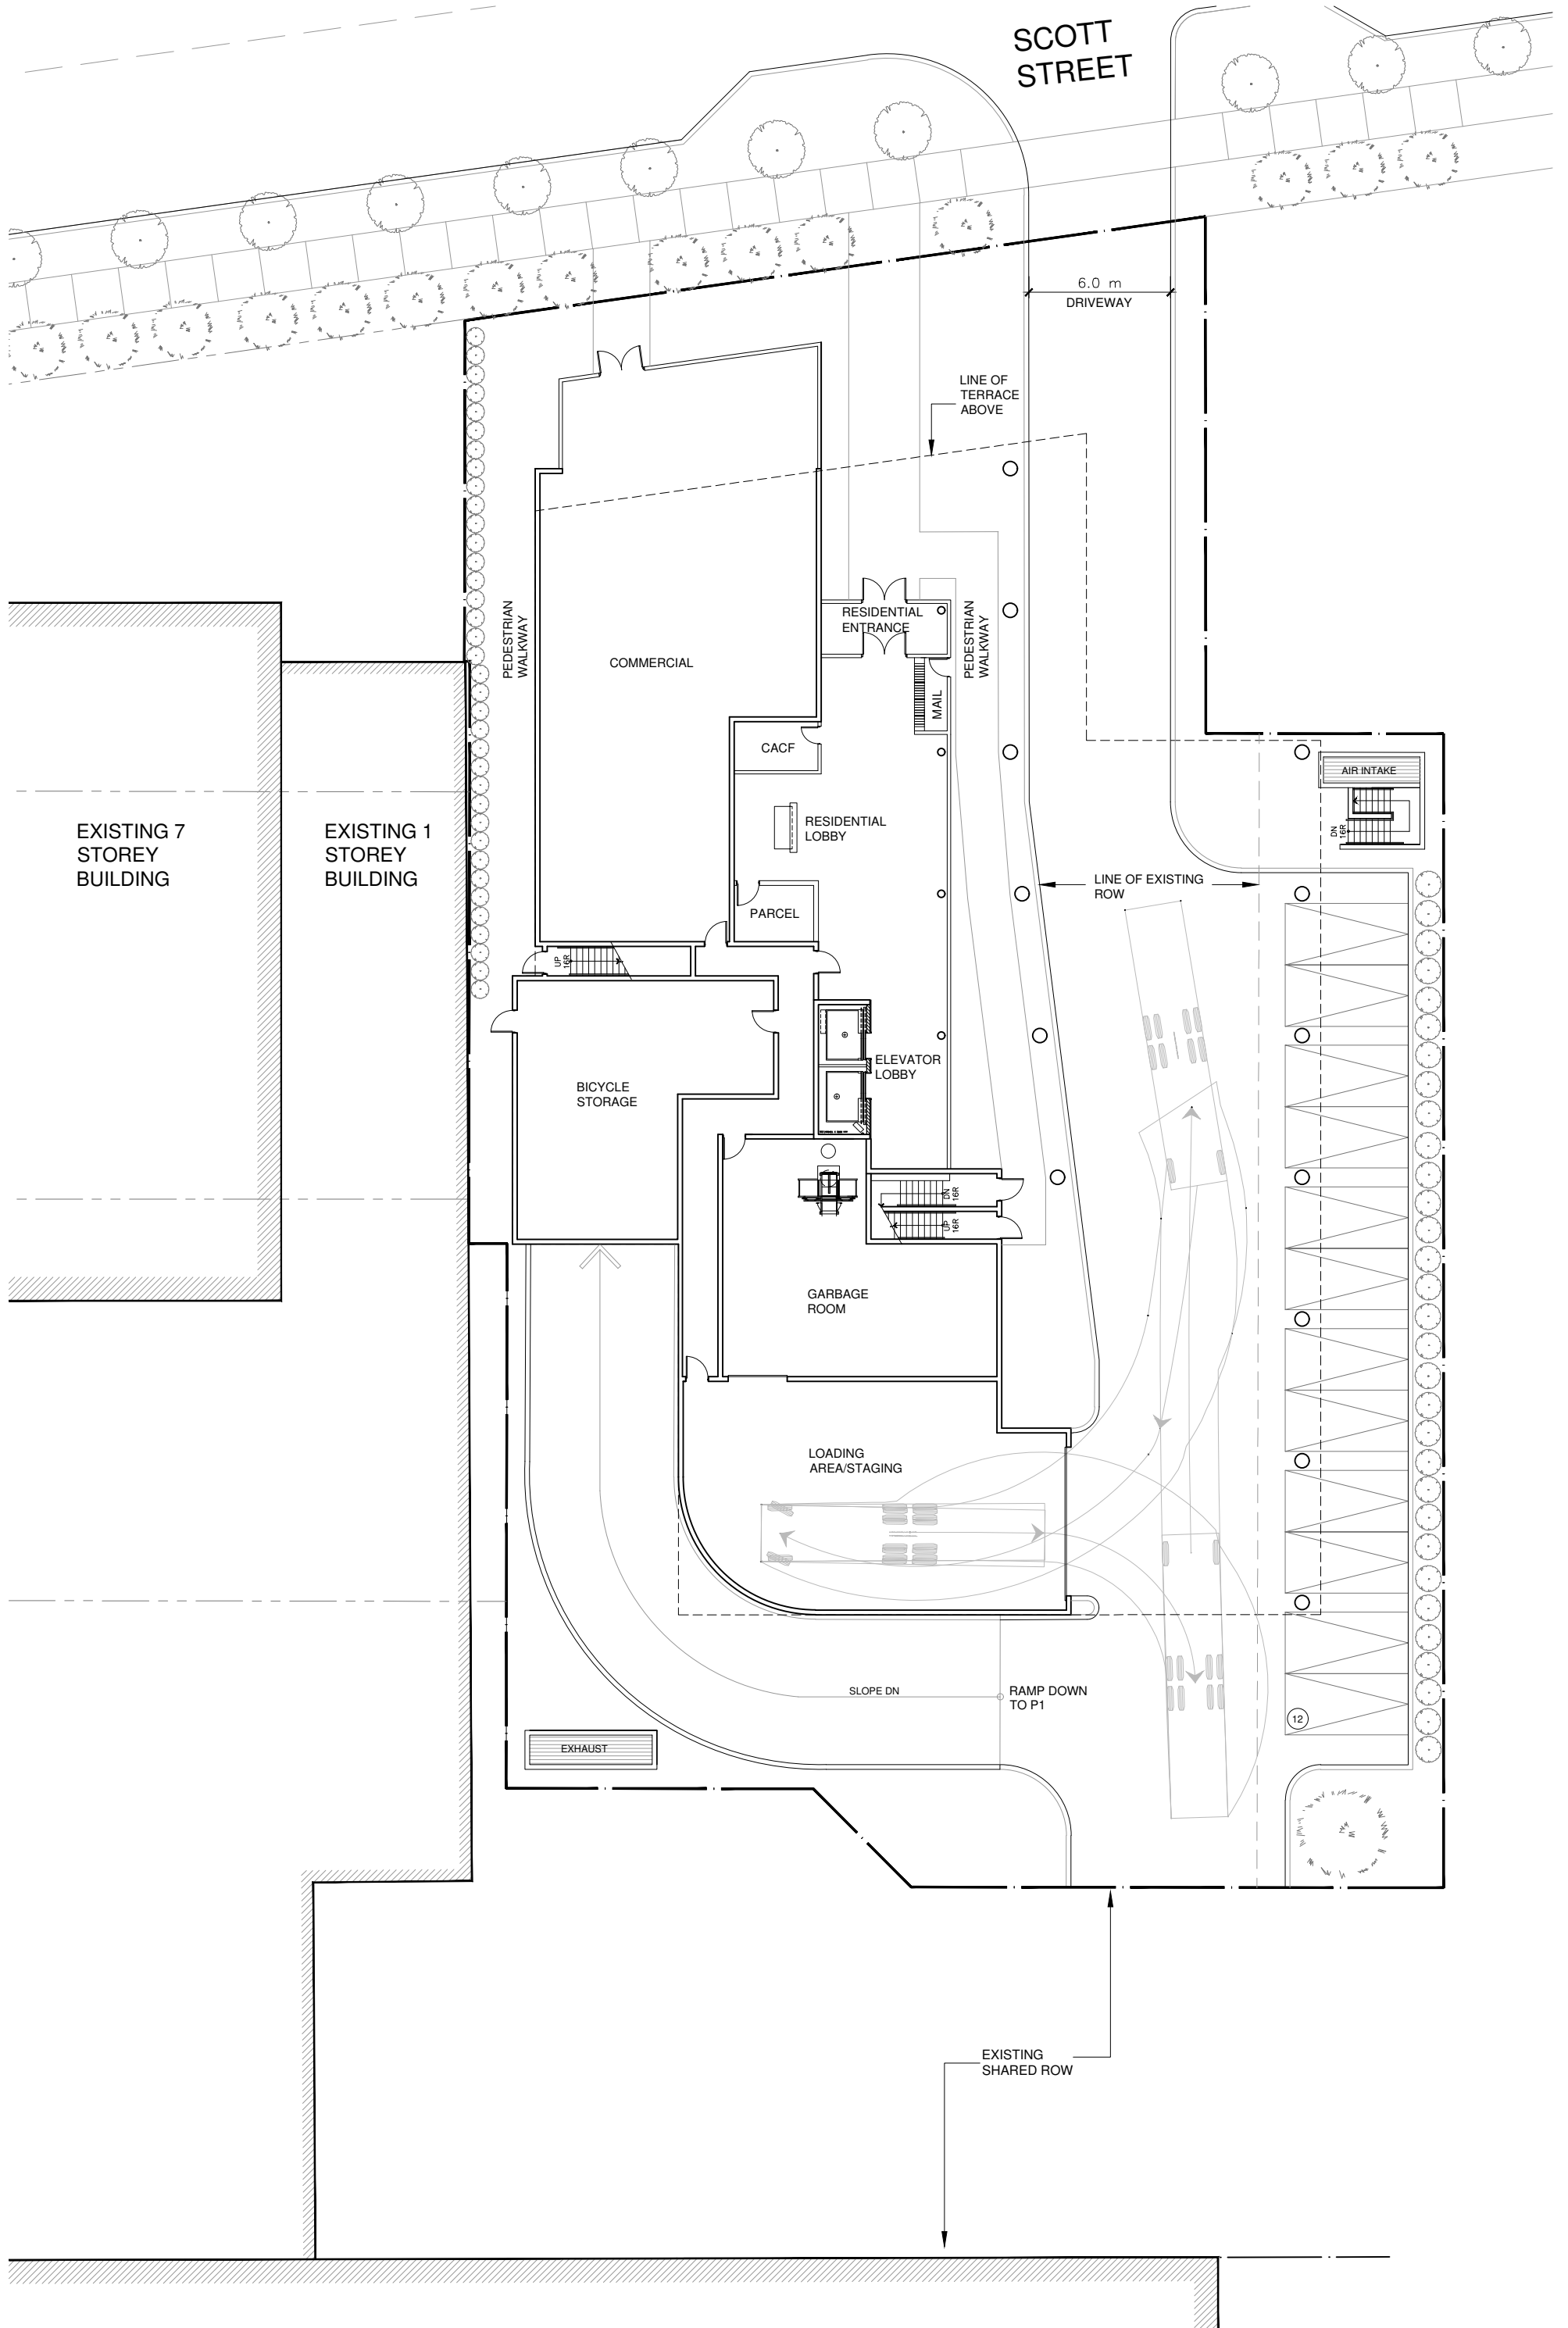 SCOTT
STREET
6.0 m
DRIVEWAY
LINE OF
TERRACE
ABOVE
PEDESTRIAN
WALKWAY
RESIDENTIAL
ENTRANCE
PEDESTRIAN
WALKWAY
COMMERCIAL
MAIL
CACF
AIR INTAKE
DN
16R
EXISTING 7
STOREY
BUILDING
EXISTING 1
STOREY
BUILDING
RESIDENTIAL
LOBBY
LINE OF EXISTING
ROW
PARCEL
UP
16R
ELEVATOR
LOBBY
BICYCLE
STORAGE
DN
16R
UP
16R
GARBAGE
ROOM
LOADING
AREA/STAGING
SLOPE DN
RAMP DOWN
TO P1
12
EXHAUST
EXISTING
SHARED ROW